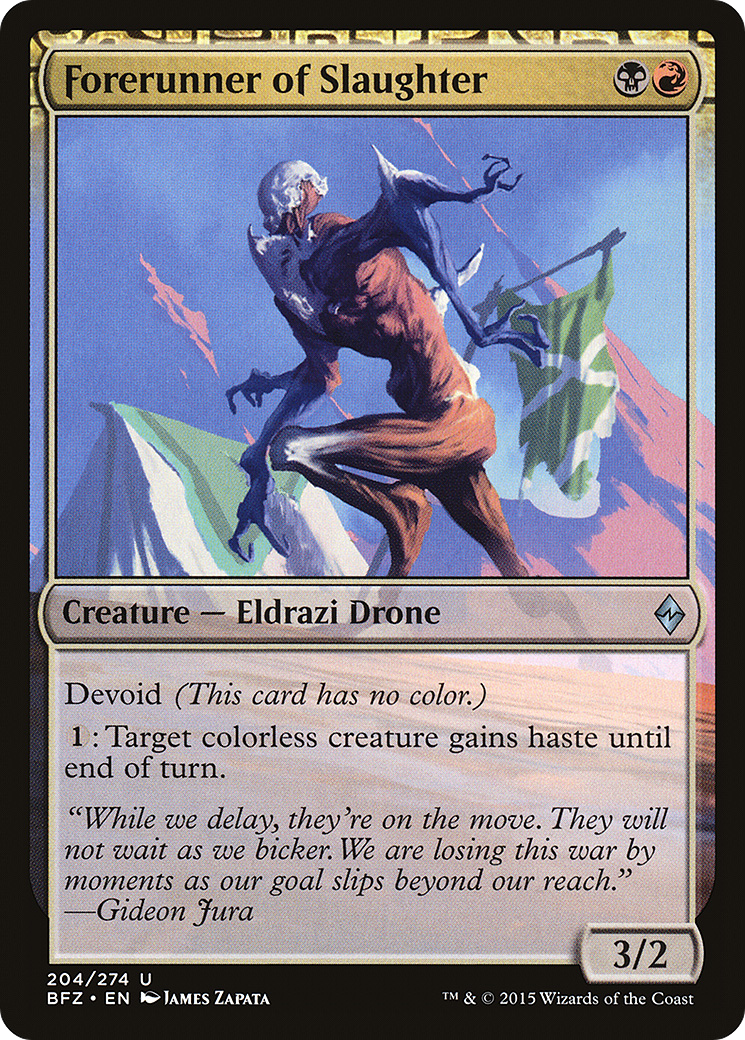 Forerunner of Slaughter
Creature — Eldrazi Drone
Devoid (This card has no color.)
1: Target colorless creature gains haste until
end of turn.
“While we delay, they’re on the move. They will
not wait as we bicker. We are losing this war by
moments as our goal slips beyond our reach.”
—Gideon Jura
3/2
204/274 U
BFZ • EN James Zapata
™ & © 2015 Wizards of the Coast